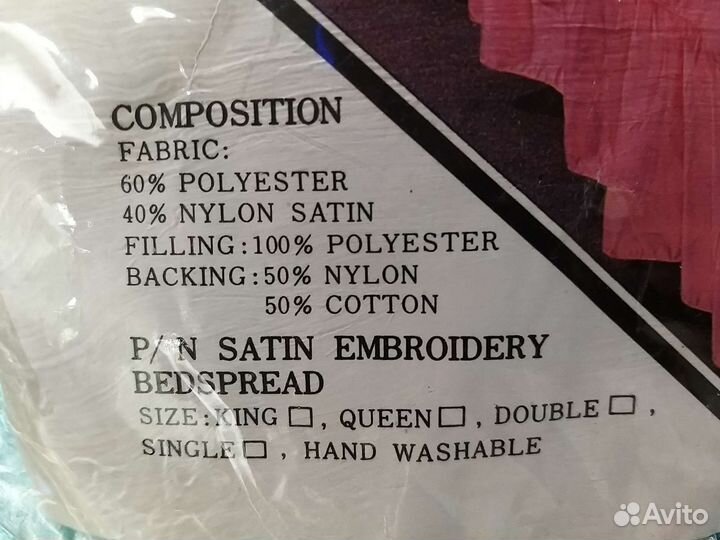 COMPOSITION
FABRIC:
60% POLYESTER
40% NYLON SATIN
FILLING:100% POLYESTER
BACKING:50% NYLON
50% COTTON
P/N SATIN EMBROIDERY
BEDSPREAD
SIZE:KING □, QUEEN □, DOUBLE □,
SINGLE □, HAND WASHABLE
Avito